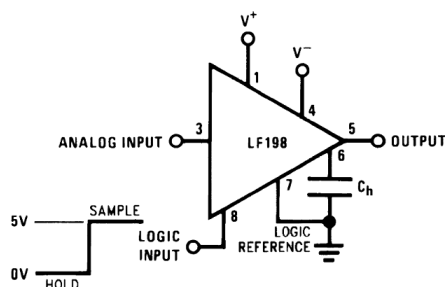 V+
V−
1
4
ANALOG INPUT
3
LF198
5
OUTPUT
6
7
Ch
8
5V
SAMPLE
LOGIC
INPUT
LOGIC
REFERENCE
0V
HOLD